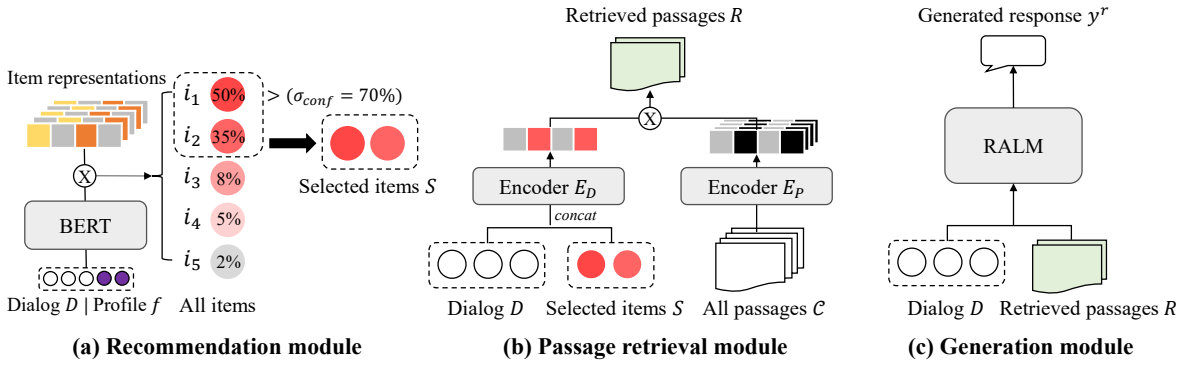 Item representations
X
BERT
Dialog D | Profile f
i₁ 50%
i₂ 35%
i₃ 8%
i₄ 5%
i₅ 2%
All items
> (σ_conf = 70%)
Selected items S
(a) Recommendation module
Retrieved passages R
X
Encoder E_D
Encoder E_P
concat
Dialog D
Selected items S
All passages 𝒞
(b) Passage retrieval module
Generated response yʳ
RALM
Dialog D
Retrieved passages R
(c) Generation module